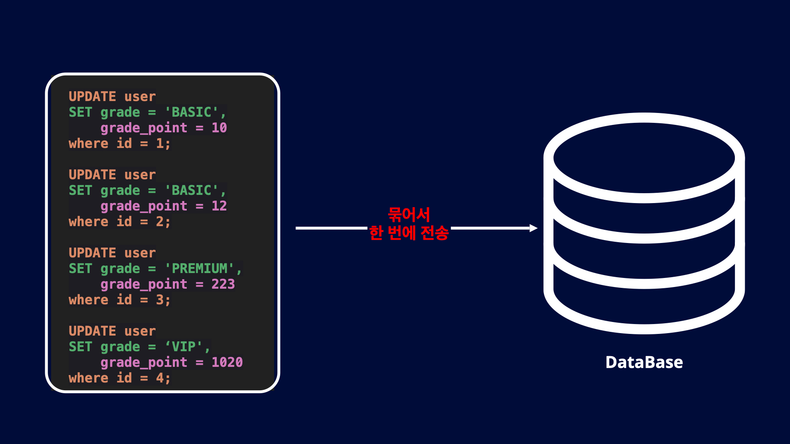 UPDATE user
SET grade = 'BASIC',
    grade_point = 10
where id = 1;
UPDATE user
SET grade = 'BASIC',
    grade_point = 12
where id = 2;
UPDATE user
SET grade = 'PREMIUM',
    grade_point = 223
where id = 3;
UPDATE user
SET grade = ‘VIP',
    grade_point = 1020
where id = 4;
묶어서
한 번에 전송
DataBase